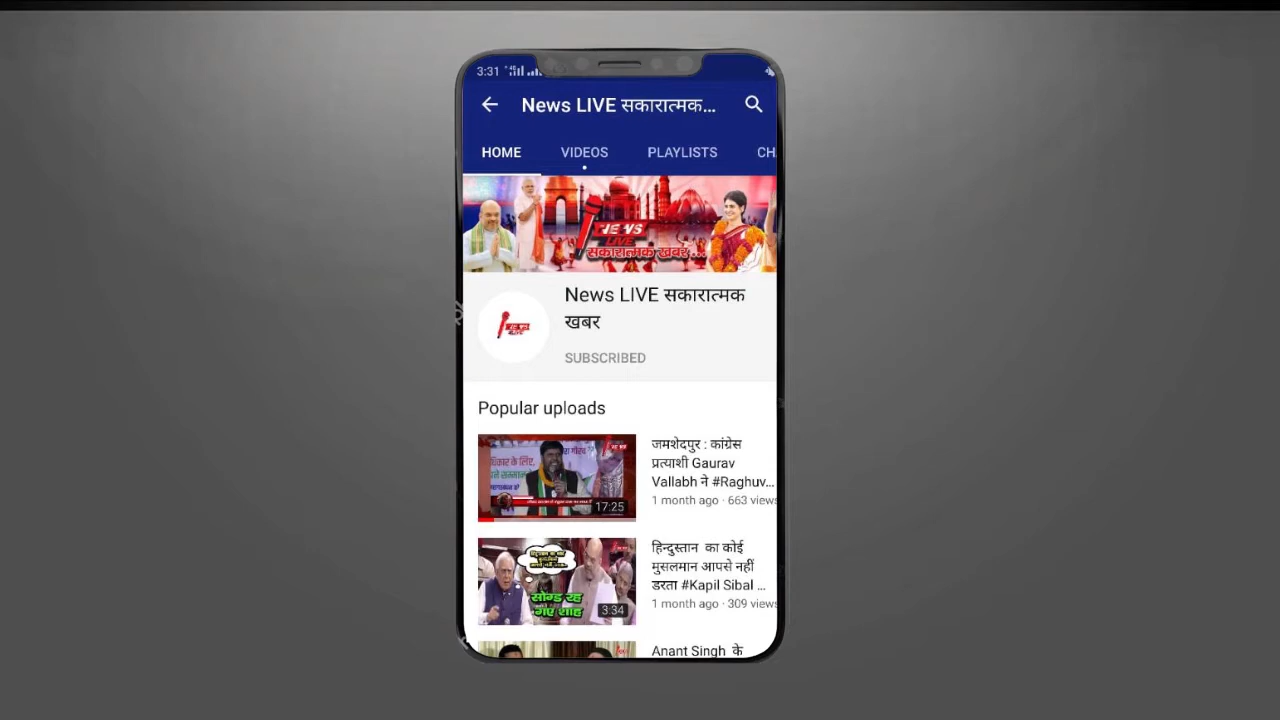 3:31
News LIVE सकारात्मक...
HOME VIDEOS PLAYLISTS CH
NEWS
LIVE
सकारात्मक खबर ...
News LIVE सकारात्मक
खबर
SUBSCRIBED
Popular uploads
17:25
जमशेदपुर : कांग्रेस
प्रत्याशी Gaurav
Vallabh ने #Raghuv...
1 month ago · 663 views
सोग्ड रह
गए शाह
3:34
हिन्दुस्तान का कोई
मुसलमान आपसे नहीं
डरता #Kapil Sibal ...
1 month ago · 309 views
Anant Singh के